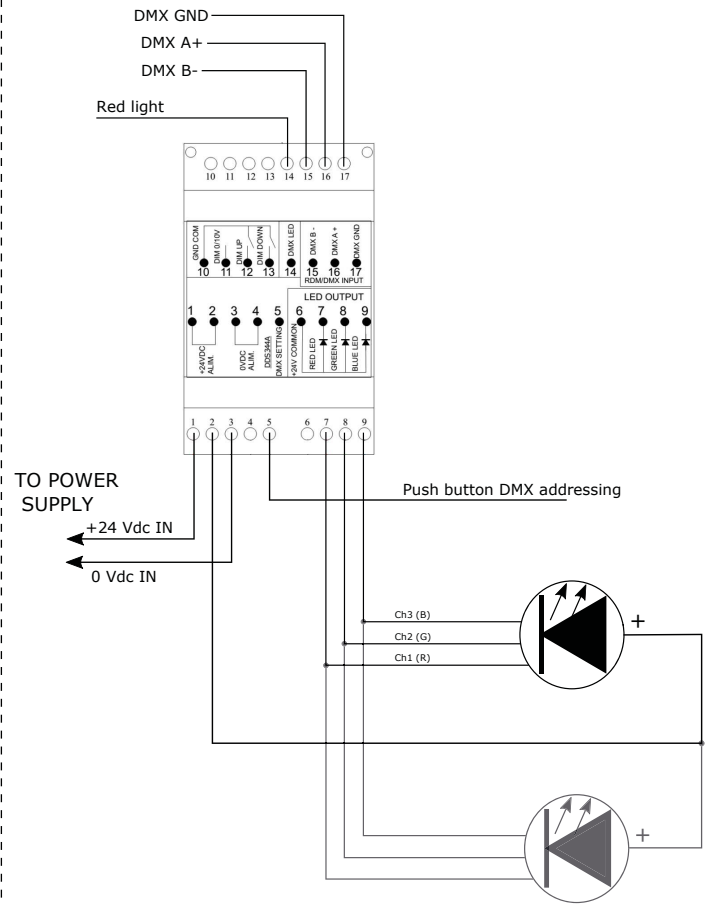 DMX GND
DMX A+
DMX B-
Red light
10 11 12 13 14 15 16 17
GND COM
DIM 0/10V
DIM UP
DIM DOWN
DMX LED
DMX B -
DMX A +
DMX GND
10 11 12 13 14 15 16 17
RDM/DMX INPUT
LED OUTPUT
1 2 3 4 5 6 7 8 9
+24VDC
ALIM.
0VDC
ALIM.
DDS344A
DMX SETTING
+24V COMMON
RED LED
GREEN LED
BLUE LED
1 2 3 4 5 6 7 8 9
TO POWER
SUPPLY
Push button DMX addressing
+24 Vdc IN
0 Vdc IN
Ch3 (B)
+
Ch2 (G)
Ch1 (R)
+